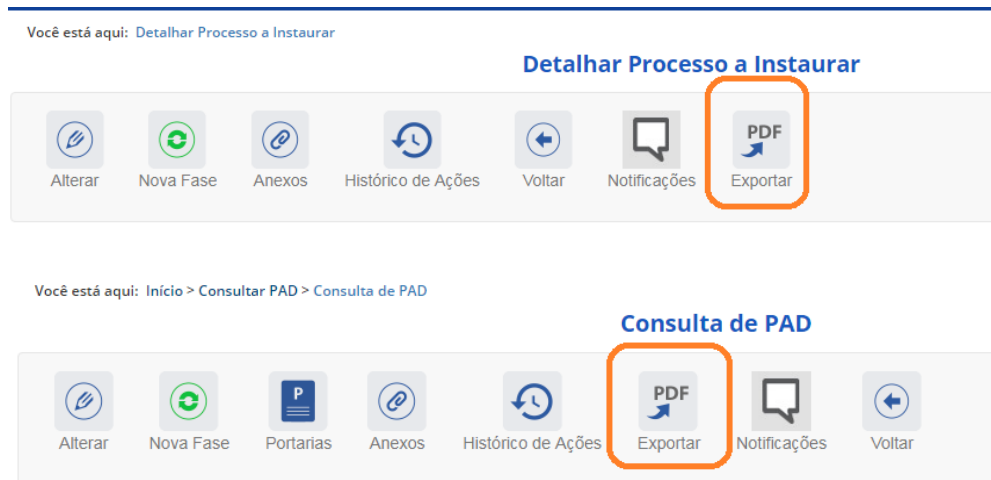 Você está aqui: Detalhar Processo a Instaurar
Detalhar Processo a Instaurar
PDF
Alterar Nova Fase Anexos Histórico de Ações Voltar Notificações Exportar
Você está aqui: Início > Consultar PAD > Consulta de PAD
Consulta de PAD
P PDF
Alterar Nova Fase Portarias Anexos Histórico de Ações Exportar Notificações Voltar